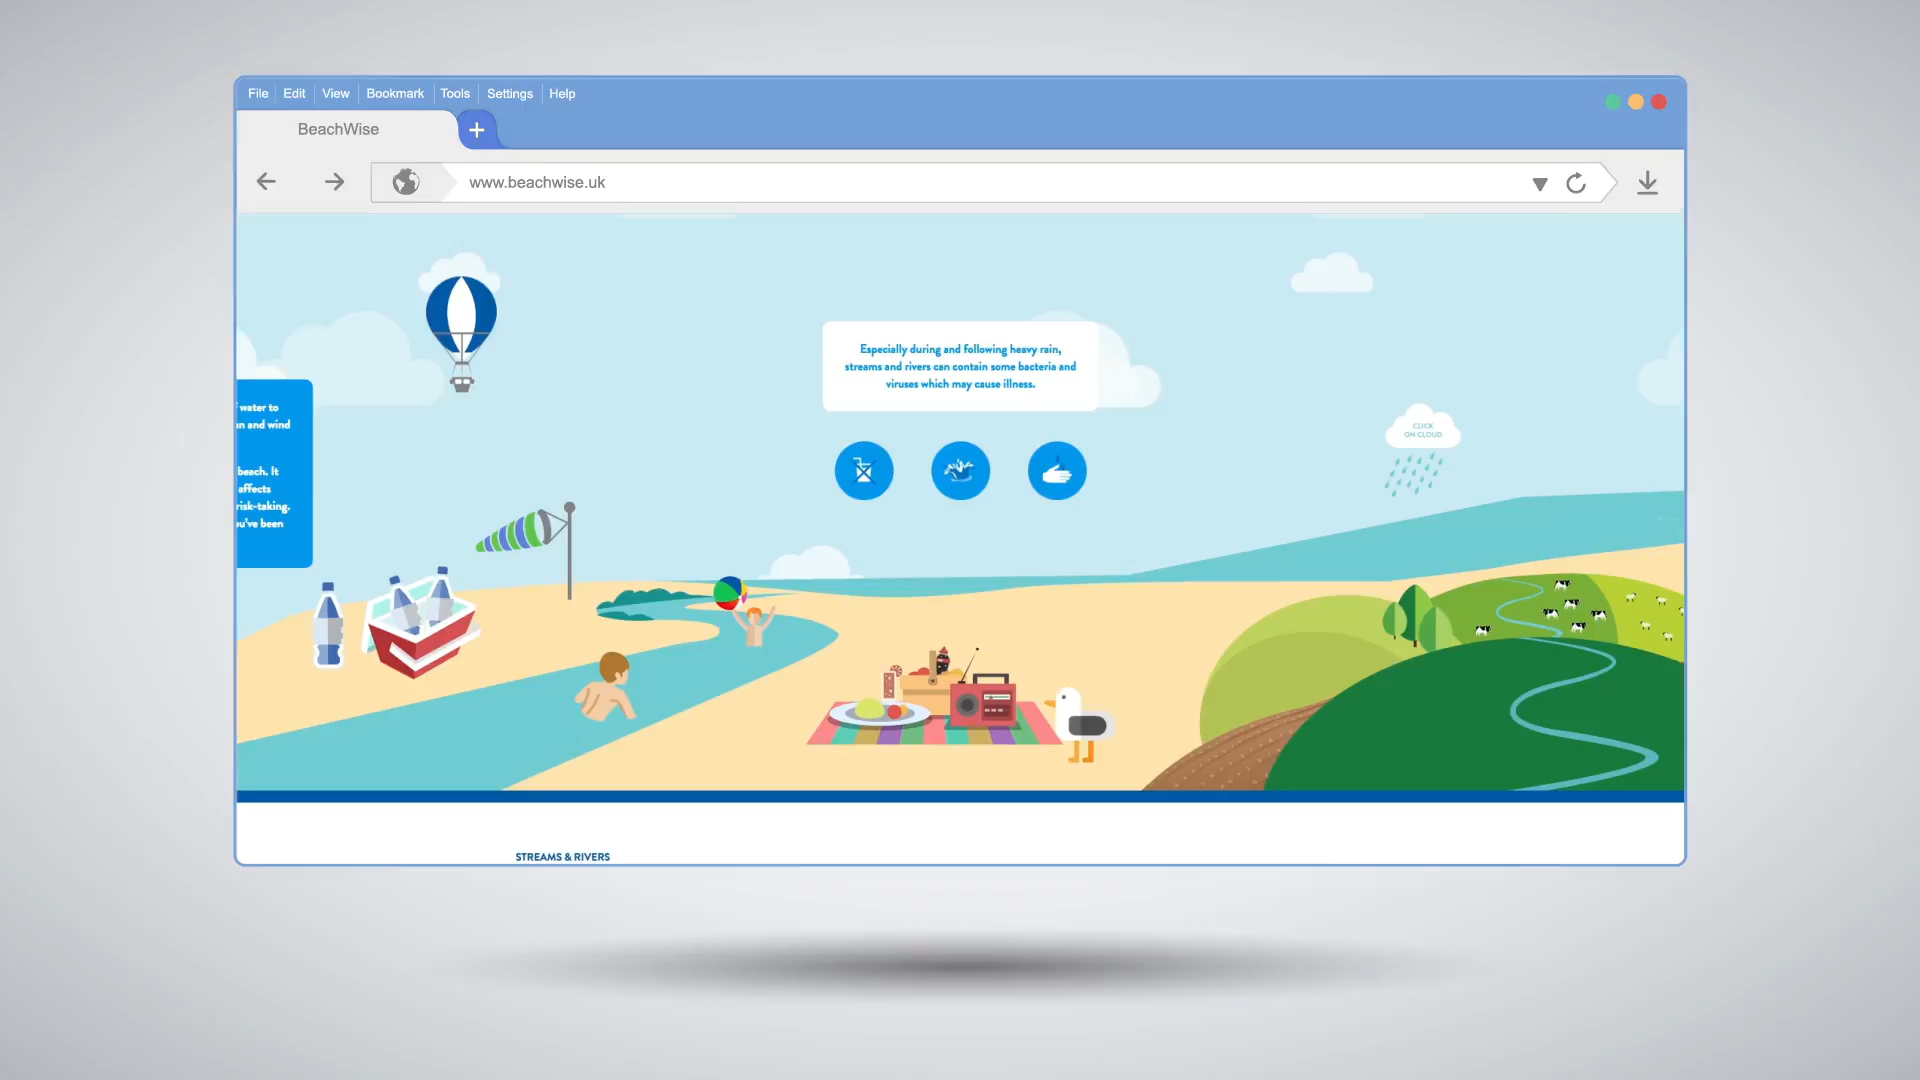 File Edit View Bookmark Tools Settings Help
BeachWise
www.beachwise.uk
Especially during and following heavy rain,
streams and rivers can contain some bacteria and
viruses which may cause illness.
CLICK
ON CLOUD
water to
and wind
beach. It
affects
risk-taking.
you've been
STREAMS & RIVERS